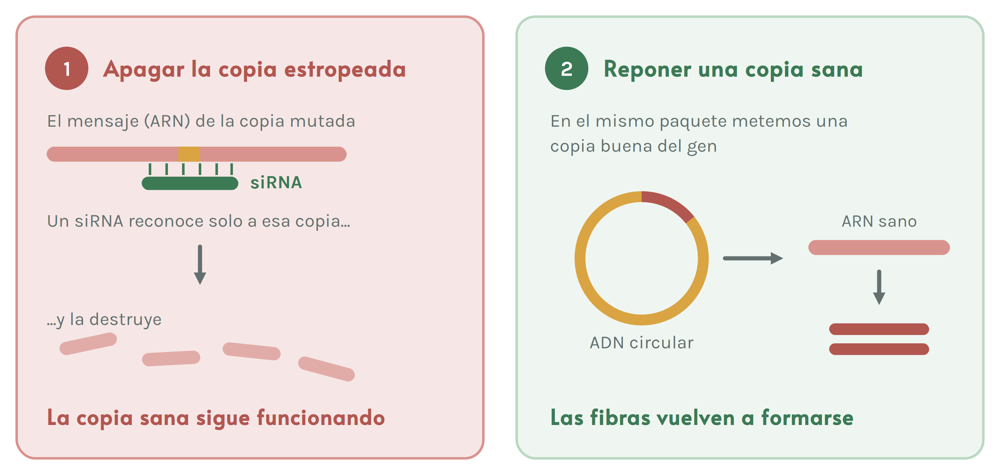 1
Apagar la copia estropeada
El mensaje (ARN) de la copia mutada
siRNA
Un siRNA reconoce solo a esa copia...
...y la destruye
La copia sana sigue funcionando
2
Reponer una copia sana
En el mismo paquete metemos una
copia buena del gen
ARN sano
ADN circular
Las fibras vuelven a formarse